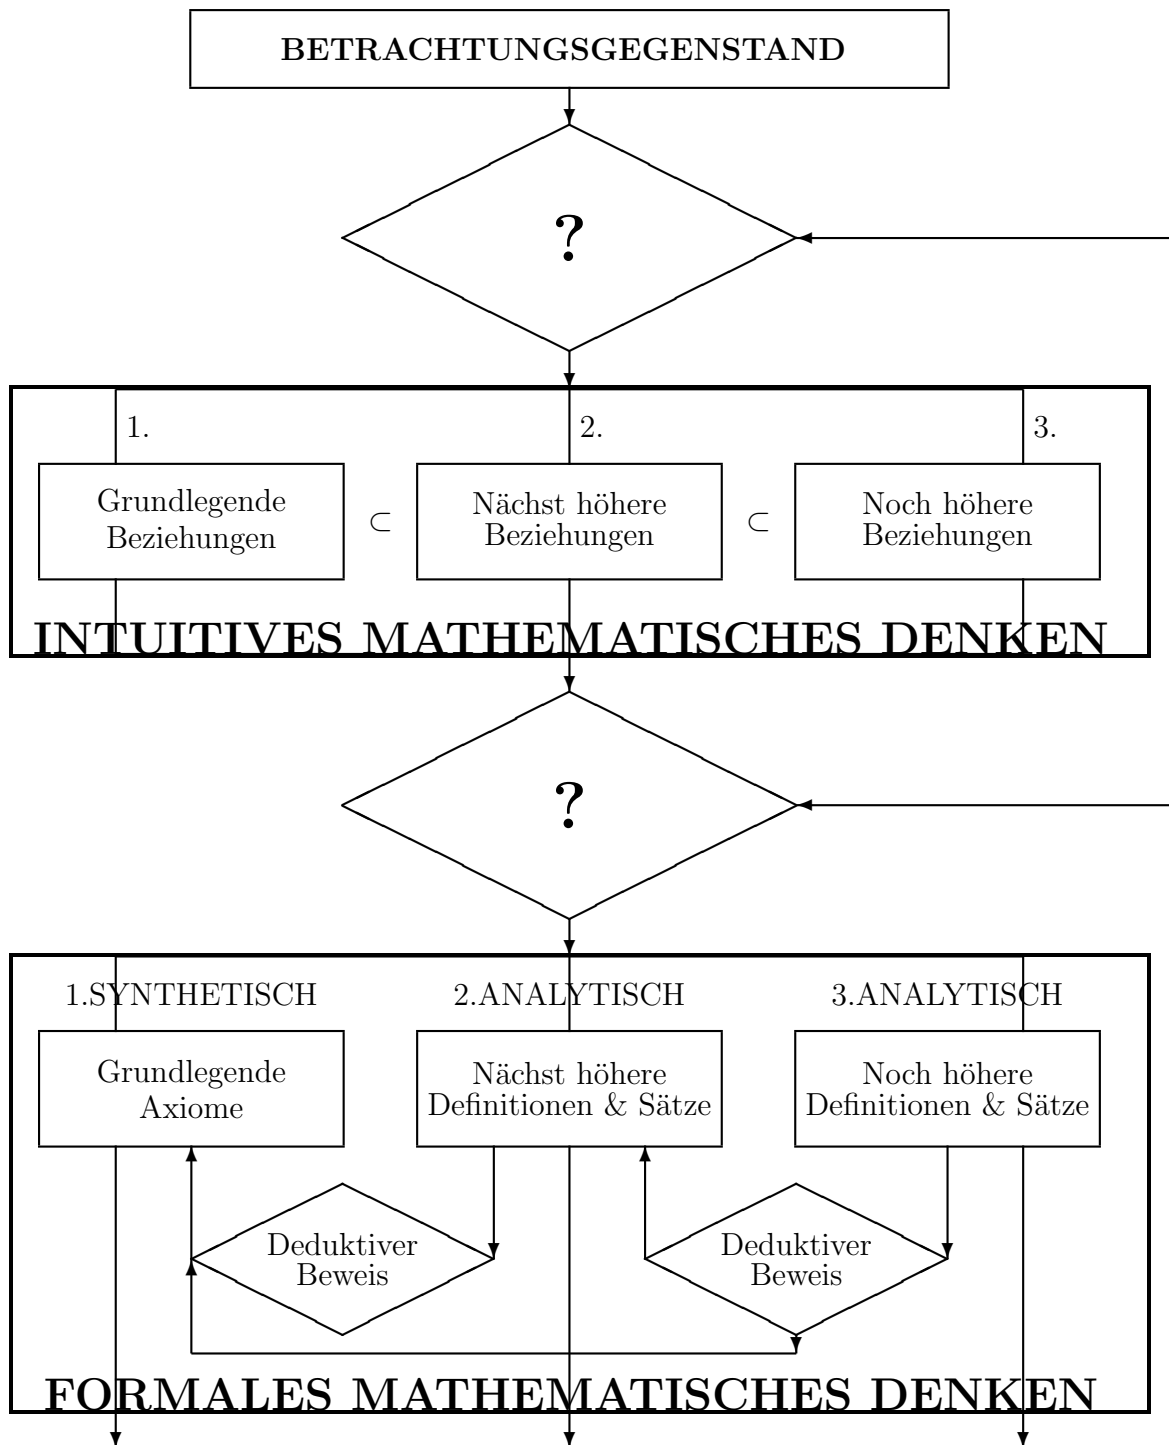 BETRACHTUNGSGEGENSTAND
?
1.
2.
3.
Grundlegende
Beziehungen
⊂
Nächst höhere
Beziehungen
⊂
Noch höhere
Beziehungen
INTUITIVES MATHEMATISCHES DENKEN
?
1.SYNTHETISCH
2.ANALYTISCH
3.ANALYTISCH
Grundlegende
Axiome
Nächst höhere
Definitionen & Sätze
Noch höhere
Definitionen & Sätze
Deduktiver
Beweis
Deduktiver
Beweis
FORMALES MATHEMATISCHES DENKEN